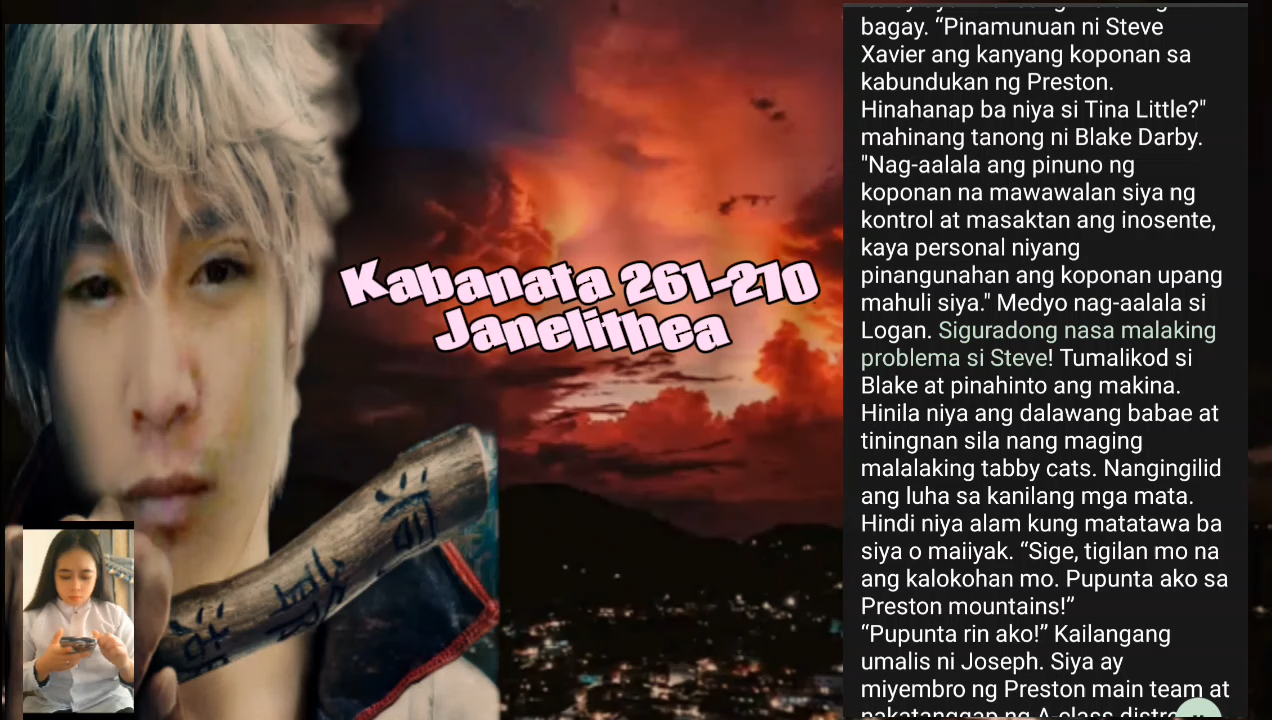 Kabanata 261-270
Janelithea
bagay. “Pinamunuan ni Steve
Xavier ang kanyang koponan sa
kabundukan ng Preston.
Hinahanap ba niya si Tina Little?"
mahinang tanong ni Blake Darby.
"Nag-aalala ang pinuno ng
koponan na mawawalan siya ng
kontrol at masaktan ang inosente,
kaya personal niyang
pinangunahan ang koponan upang
mahuli siya." Medyo nag-aalala si
Logan. Siguradong nasa malaking
problema si Steve! Tumalikod si
Blake at pinahinto ang makina.
Hinila niya ang dalawang babae at
tiningnan sila nang maging
malalaking tabby cats. Nangingilid
ang luha sa kanilang mga mata.
Hindi niya alam kung matatawa ba
siya o maiiyak. “Sige, tigilan mo na
ang kalokohan mo. Pupunta ako sa
Preston mountains!”
“Pupunta rin ako!” Kailangang
umalis ni Joseph. Siya ay
miyembro ng Preston main team at
nakatanggap ng A-class